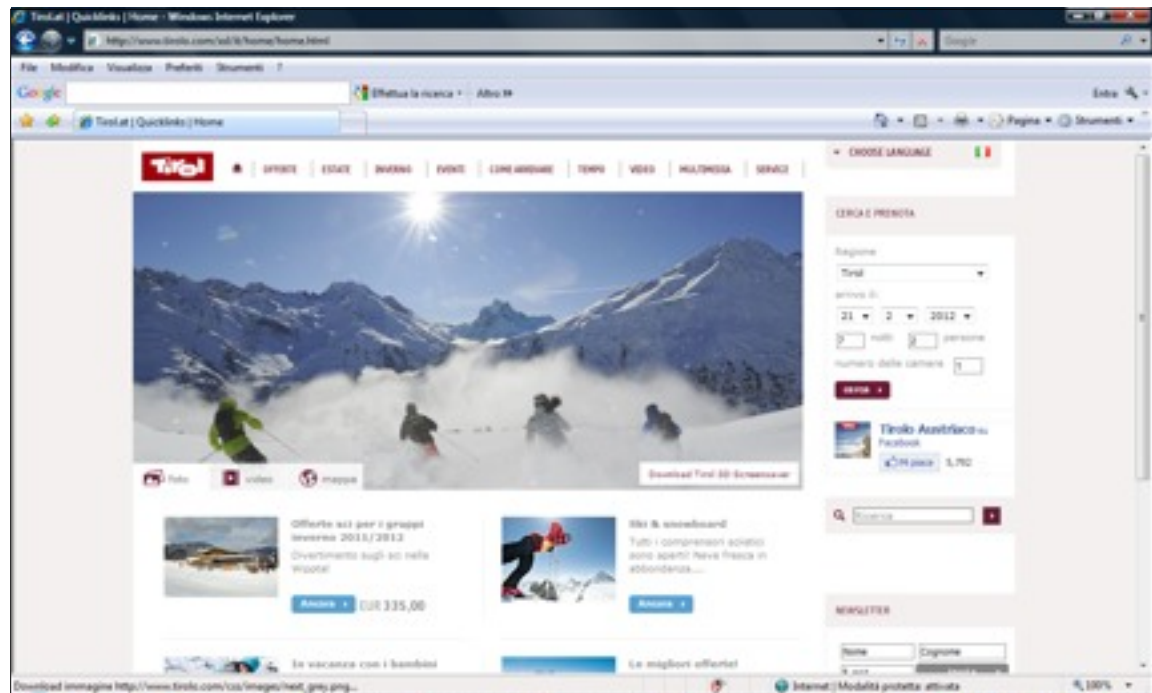 Tirol.at | Quicklinks | Home - Windows Internet Explorer
http://www.tirolo.com/xxl/it/home/home.html
Google
File Modifica Visualizza Preferiti Strumenti ?
Google Effettua la ricerca Altro Entra
Tirol.at | Quicklinks | Home Pagina Strumenti
CHOOSE LANGUAGE
Tirol OFFERTE ESTATE INVERNO EVENTI COME ARRIVARE TEMPO VIDEO MULTIMEDIA SERVICE
CERCA E PRENOTA
Regione
Tirol
arrivo il:
21 2 2012
7 notti 2 persone
numero delle camere 1
cerca
Tirolo Austriaco su
Facebook
Mi piace 5,792
foto video mappa
Download Tirol 3D-Screensaver
Ricerca
Offerte sci per i gruppi
inverno 2011/2012
Divertimento sugli sci nella
Wipptal
Ancora EUR 335,00
Ski & snowboard
Tutti i comprensori sciistici
sono aperti! Neve fresca in
abbondanza....
Ancora
NEWSLETTER
Nome Cognome
In vacanza con i bambini
Le migliori offerte!
Download immagine http://www.tirolo.com/css/images/next_grey.png...
Internet | Modalità protetta: attivata 100%